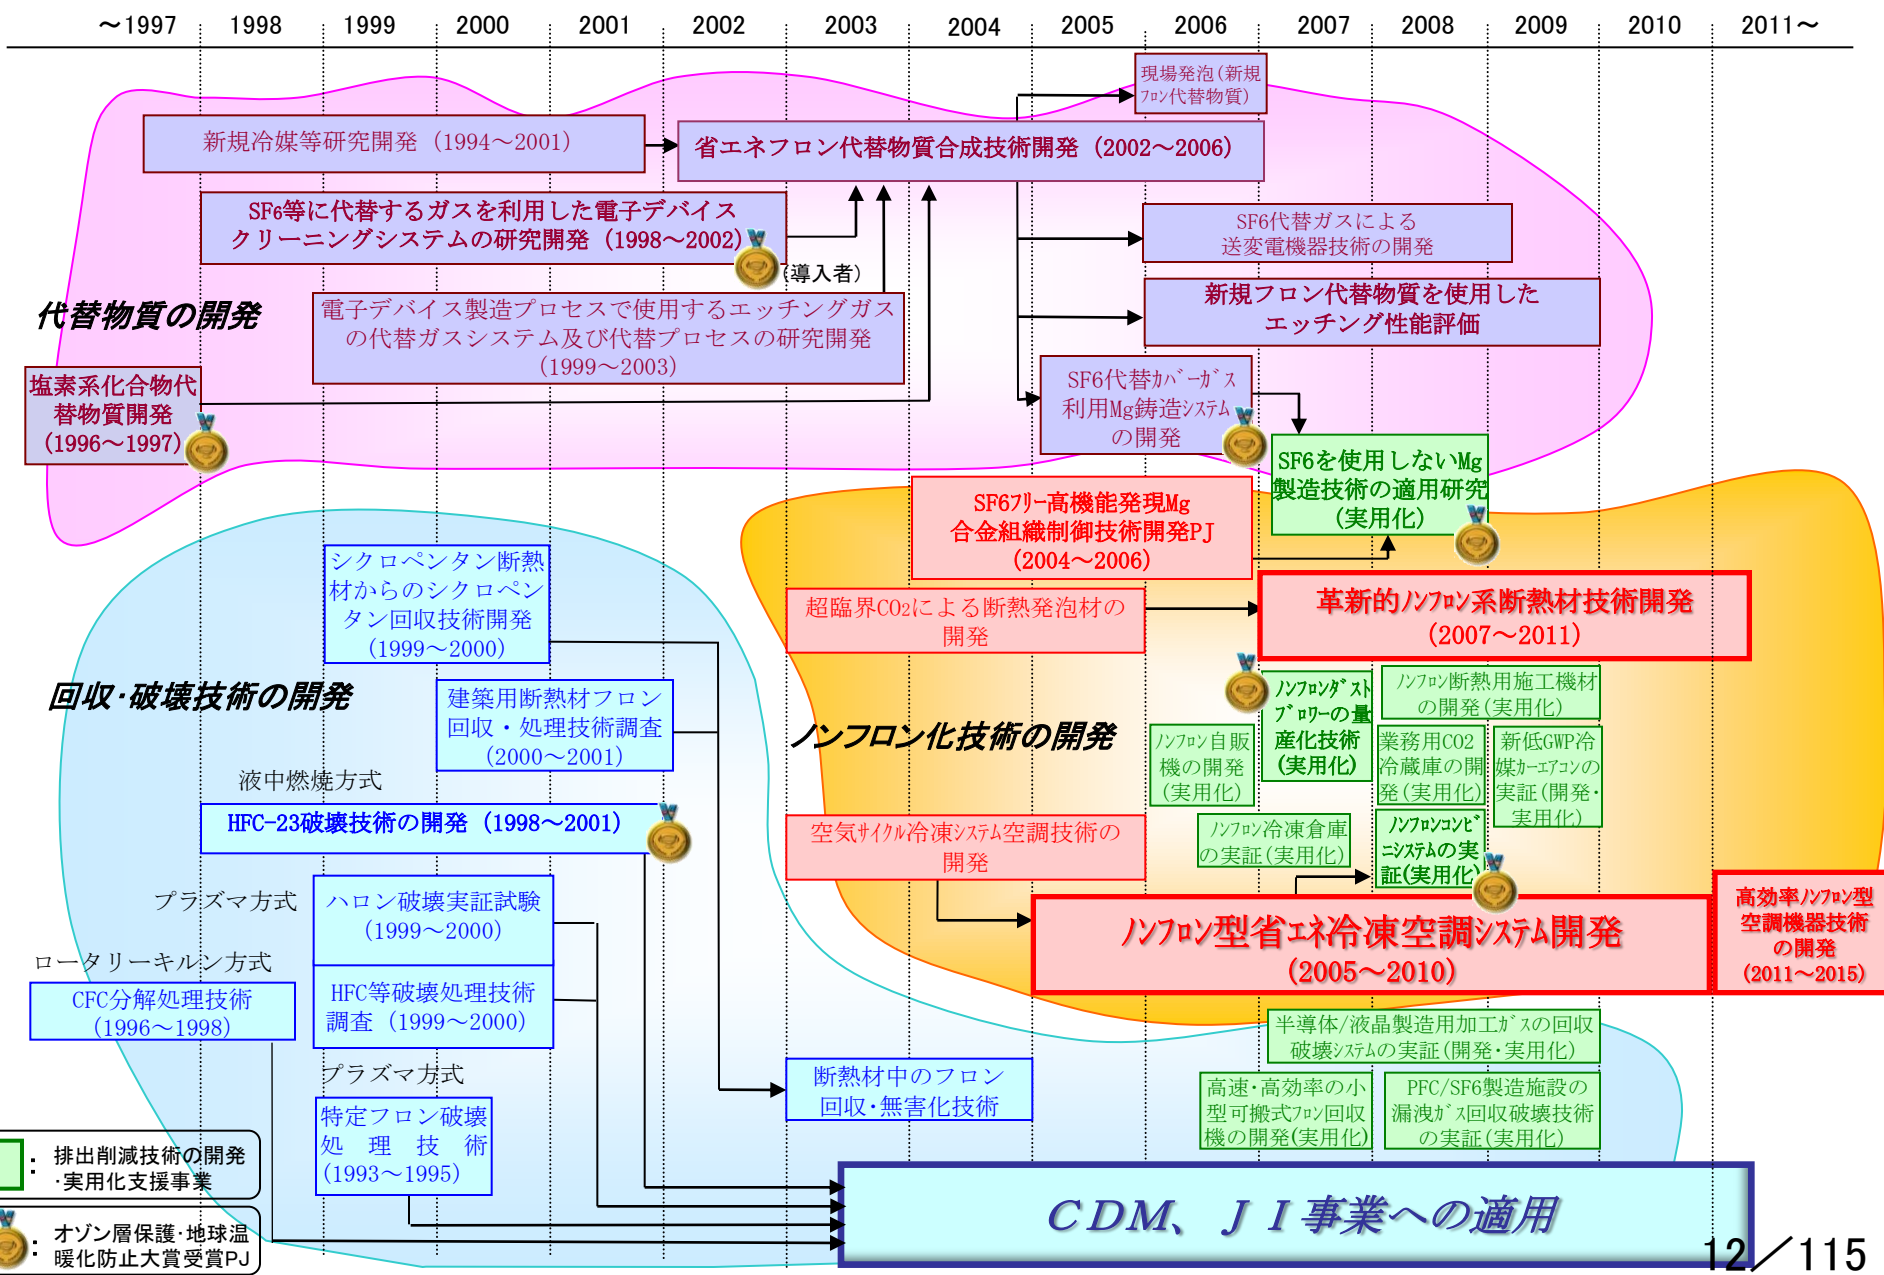 ～1997 1998 1999 2000 2001 2002 2003 2004 2005 2006 2007 2008 2009 2010 2011～
現場発泡(新規
ﾌﾛﾝ代替物質)
新規冷媒等研究開発（1994～2001）
省エネフロン代替物質合成技術開発（2002～2006）
SF6等に代替するガスを利用した電子デバイス
クリーニングシステムの研究開発（1998～2002）
(導入者)
SF6代替ガスによる
送変電機器技術の開発
代替物質の開発
電子デバイス製造プロセスで使用するエッチングガス
の代替ガスシステム及び代替プロセスの研究開発
（1999～2003）
新規フロン代替物質を使用した
エッチング性能評価
塩素系化合物代
替物質開発
（1996～1997）
SF6代替ｶﾊﾞｰｶﾞｽ
利用Mg鋳造ｼｽﾃﾑ
の開発
SF6を使用しないMg
製造技術の適用研究
(実用化)
SF6ﾌﾘｰ高機能発現Mg
合金組織制御技術開発PJ
（2004～2006）
シクロペンタン断熱
材からのシクロペン
タン回収技術開発
（1999～2000）
超臨界CO2による断熱発泡材の
開発
革新的ﾉﾝﾌﾛﾝ系断熱材技術開発
（2007～2011）
回収･破壊技術の開発
建築用断熱材フロン
回収・処理技術調査
（2000～2001）
ノンフロン化技術の開発
ﾉﾝﾌﾛﾝﾀﾞｽﾄ
ﾌﾞﾛﾜｰの量
産化技術
(実用化)
ﾉﾝﾌﾛﾝ断熱用施工機材
の開発(実用化)
ﾉﾝﾌﾛﾝ自販
機の開発
(実用化)
業務用CO2
冷蔵庫の開
発(実用化)
新低GWP冷
媒ｶｰｴｱｺﾝの
実証(開発･
実用化)
液中燃焼方式
HFC-23破壊技術の開発（1998～2001）
空気ｻｲｸﾙ冷凍ｼｽﾃﾑ空調技術の
開発
ﾉﾝﾌﾛﾝ冷凍倉庫
の実証(実用化)
ﾉﾝﾌﾛﾝｺﾝﾋﾞ
ﾆｼｽﾃﾑの実
証(実用化)
プラズマ方式
ハロン破壊実証試験
（1999～2000）
ﾉﾝﾌﾛﾝ型省ｴﾈ冷凍空調ｼｽﾃﾑ開発
（2005～2010）
高効率ﾉﾝﾌﾛﾝ型
空調機器技術
の開発
（2011～2015）
ロータリーキルン方式
CFC分解処理技術
（1996～1998）
HFC等破壊処理技術
調査（1999～2000）
半導体/液晶製造用加工ｶﾞｽの回収
破壊ｼｽﾃﾑの実証(開発･実用化)
プラズマ方式
断熱材中のフロン
回収･無害化技術
高速･高効率の小
型可搬式ﾌﾛﾝ回収
機の開発(実用化)
PFC/SF6製造施設の
漏洩ｶﾞｽ回収破壊技術
の実証(実用化)
特定フロン破壊
処理技術
（1993～1995）
：排出削減技術の開発
･実用化支援事業
ＣＤＭ、ＪＩ事業への適用
：オゾン層保護･地球温
暖化防止大賞受賞PJ
12／115